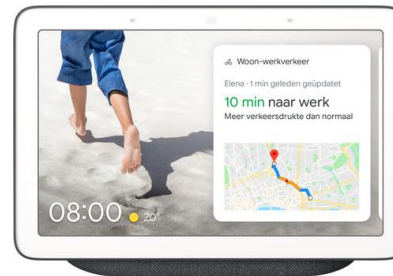 Woon-werkverkeer
Elena · 1 min geleden geüpdatet
10 min naar werk
Meer verkeersdrukte dan normaal
08:00 20°